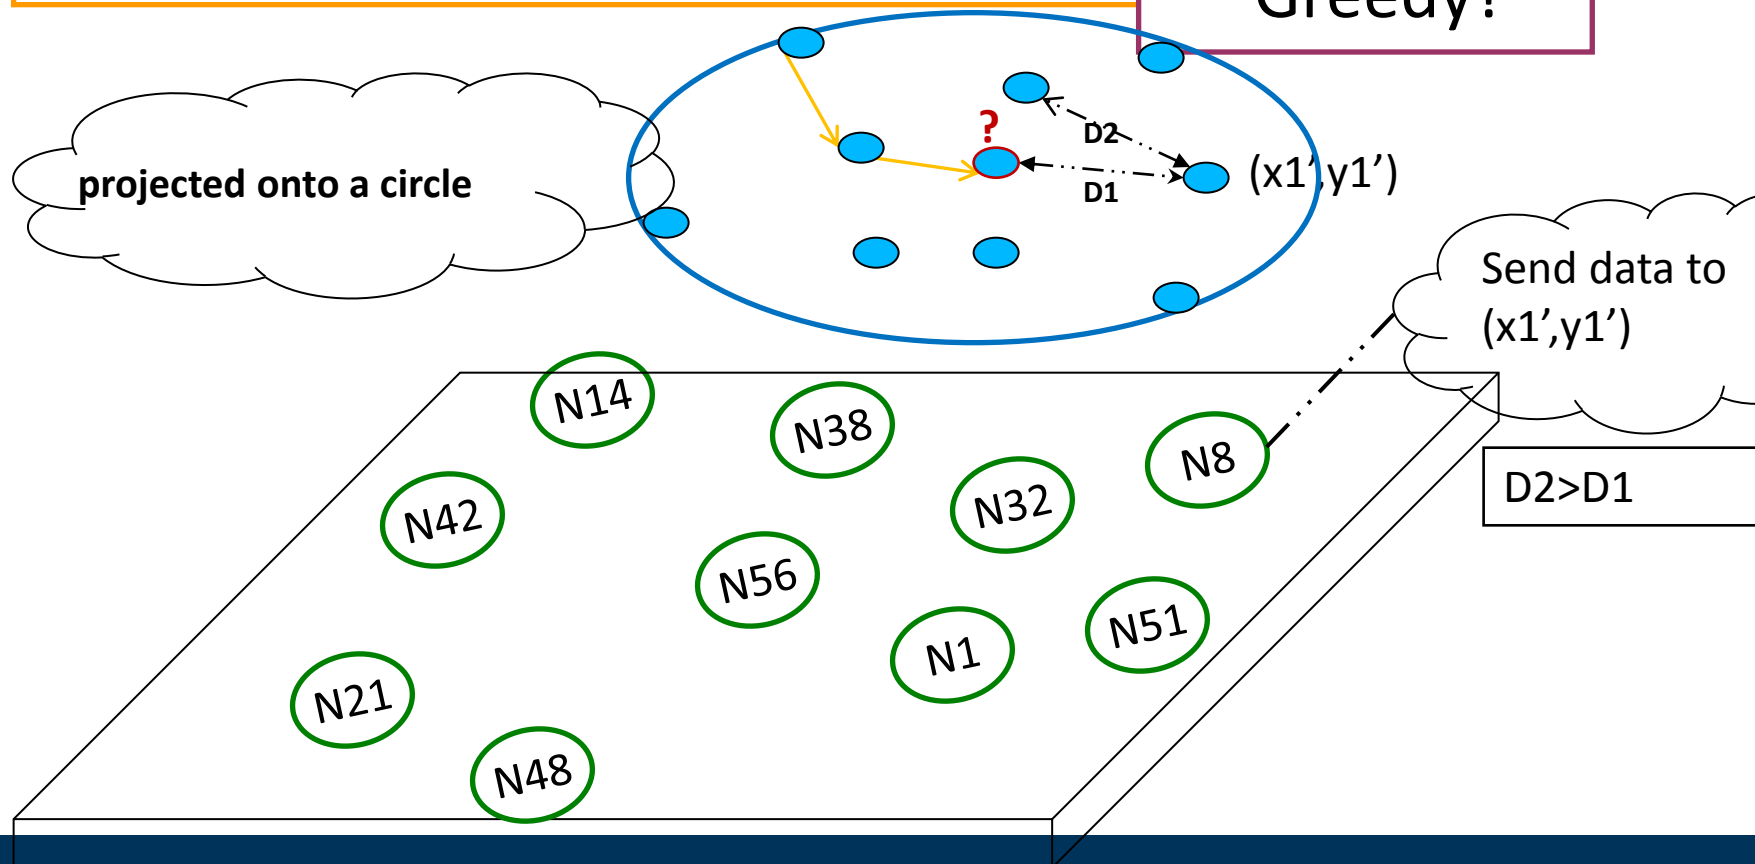 Greedy?
?
D2
projected onto a circle
D1
(x1’,y1’)
Send data to
(x1’,y1’)
N14
N38
N8
N42
N32
D2>D1
N56
N51
N1
N21
N48